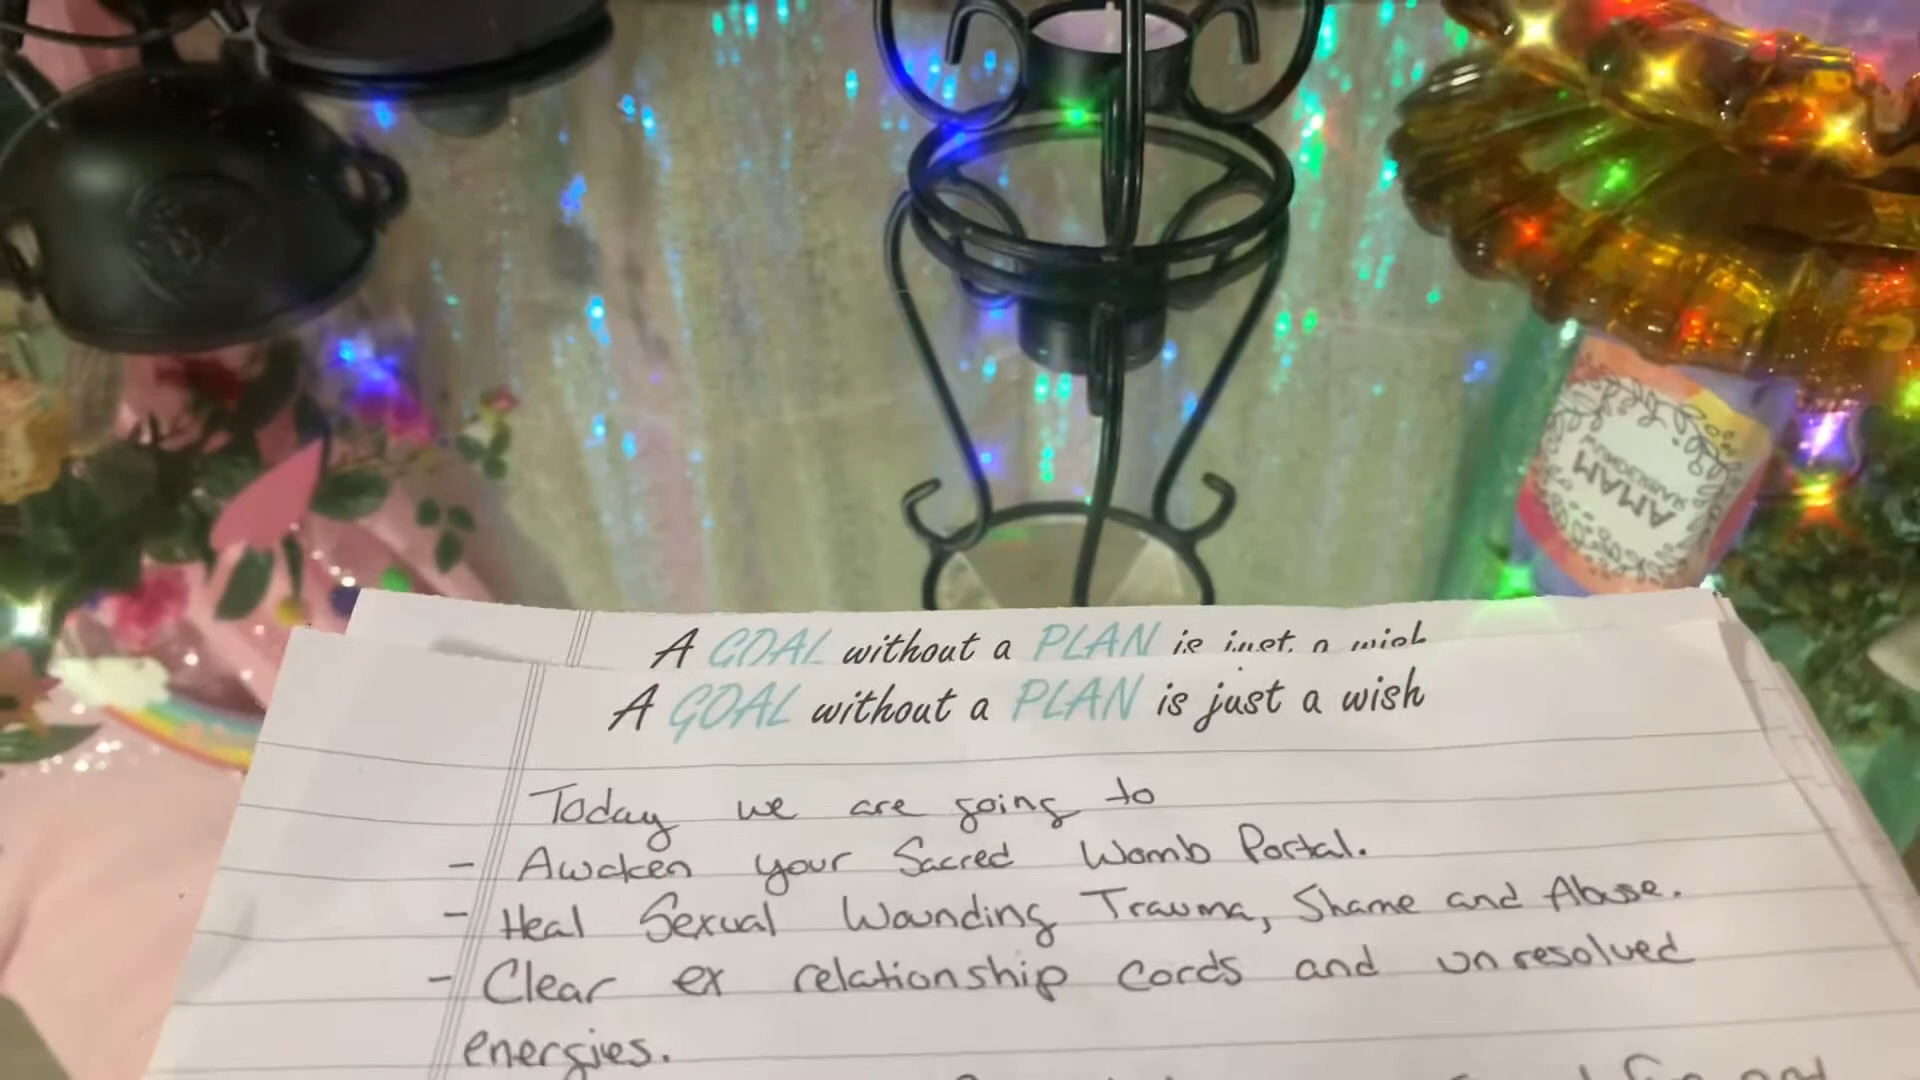 A GOAL without a PLAN is just a wish
A GOAL without a PLAN is just a wish
Today we are going to
- Awaken your Sacred Womb Portal.
- Heal Sexual Wounding Trauma, Shame and Abuse.
- Clear ex relationship cords and unresolved
energies.
AMAM